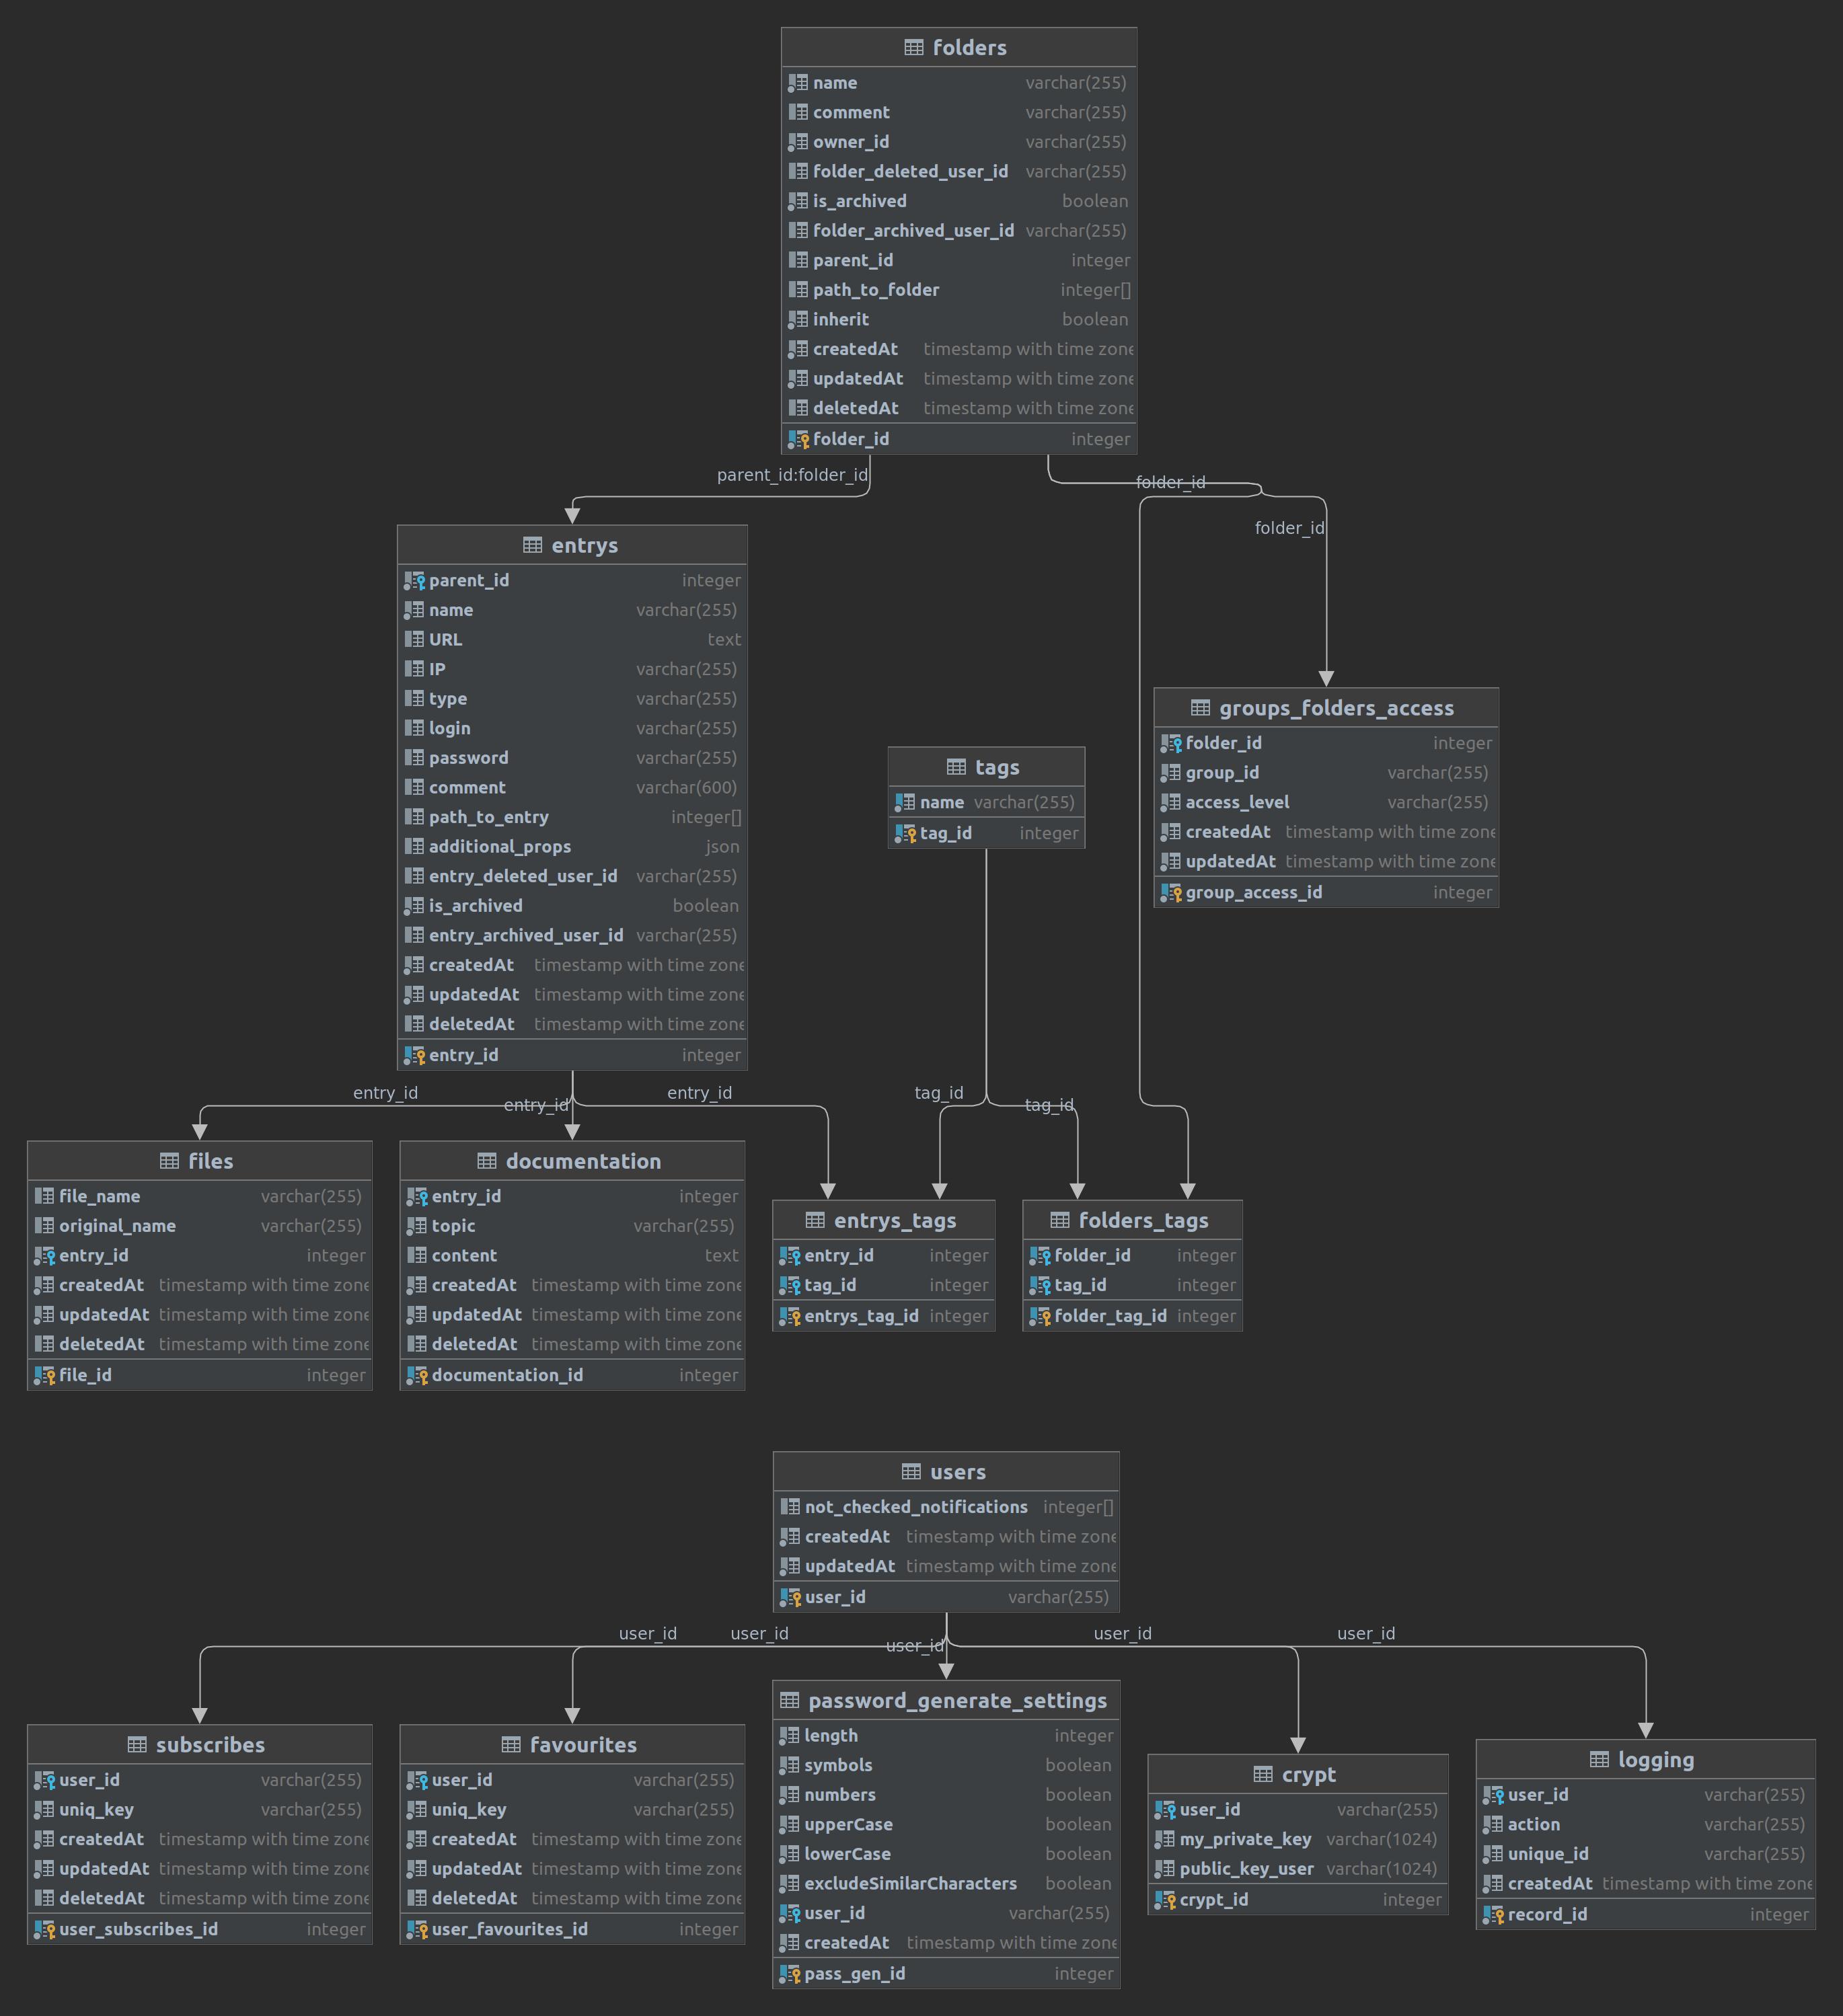 folders
name varchar(255)
comment varchar(255)
owner_id varchar(255)
folder_deleted_user_id varchar(255)
is_archived boolean
folder_archived_user_id varchar(255)
parent_id integer
path_to_folder integer[]
inherit boolean
createdAt timestamp with time zone
updatedAt timestamp with time zone
deletedAt timestamp with time zone
folder_id integer
parent_id:folder_id
folder_id
folder_id
entrys
parent_id integer
name varchar(255)
URL text
IP varchar(255)
type varchar(255)
login varchar(255)
password varchar(255)
comment varchar(600)
path_to_entry integer[]
additional_props json
entry_deleted_user_id varchar(255)
is_archived boolean
entry_archived_user_id varchar(255)
createdAt timestamp with time zone
updatedAt timestamp with time zone
deletedAt timestamp with time zone
entry_id integer
tags
name varchar(255)
tag_id integer
groups_folders_access
folder_id integer
group_id varchar(255)
access_level varchar(255)
createdAt timestamp with time zone
updatedAt timestamp with time zone
group_access_id integer
entry_id
entry_id
entry_id
tag_id
tag_id
files
file_name varchar(255)
original_name varchar(255)
entry_id integer
createdAt timestamp with time zone
updatedAt timestamp with time zone
deletedAt timestamp with time zone
file_id integer
documentation
entry_id integer
topic varchar(255)
content text
createdAt timestamp with time zone
updatedAt timestamp with time zone
deletedAt timestamp with time zone
documentation_id integer
entrys_tags
entry_id integer
tag_id integer
entrys_tag_id integer
folders_tags
folder_id integer
tag_id integer
folder_tag_id integer
users
not_checked_notifications integer[]
createdAt timestamp with time zone
updatedAt timestamp with time zone
user_id varchar(255)
user_id
user_id
user_id
user_id
user_id
subscribes
user_id varchar(255)
uniq_key varchar(255)
createdAt timestamp with time zone
updatedAt timestamp with time zone
deletedAt timestamp with time zone
user_subscribes_id integer
favourites
user_id varchar(255)
uniq_key varchar(255)
createdAt timestamp with time zone
updatedAt timestamp with time zone
deletedAt timestamp with time zone
user_favourites_id integer
password_generate_settings
length integer
symbols boolean
numbers boolean
upperCase boolean
lowerCase boolean
excludeSimilarCharacters boolean
user_id varchar(255)
createdAt timestamp with time zone
pass_gen_id integer
crypt
user_id varchar(255)
my_private_key varchar(1024)
public_key_user varchar(1024)
crypt_id integer
logging
user_id varchar(255)
action varchar(255)
unique_id varchar(255)
createdAt timestamp with time zone
record_id integer